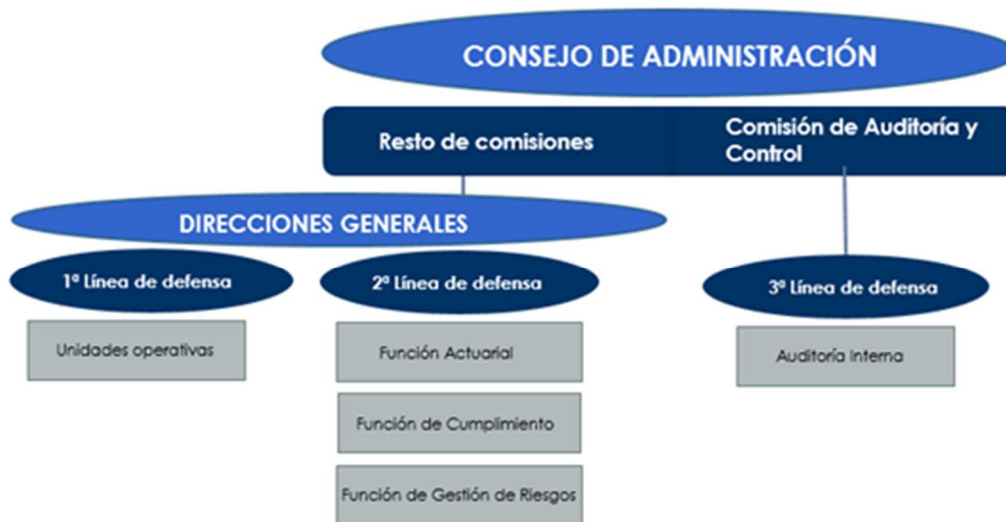 CONSEJO DE ADMINISTRACIÓN
Resto de comisiones
Comisión de Auditoría y
Control
DIRECCIONES GENERALES
1ª Línea de defensa
2ª Línea de defensa
3ª Línea de defensa
Unidades operativas
Función Actuarial
Auditoría Interna
Función de Cumplimiento
Función de Gestión de Riesgos